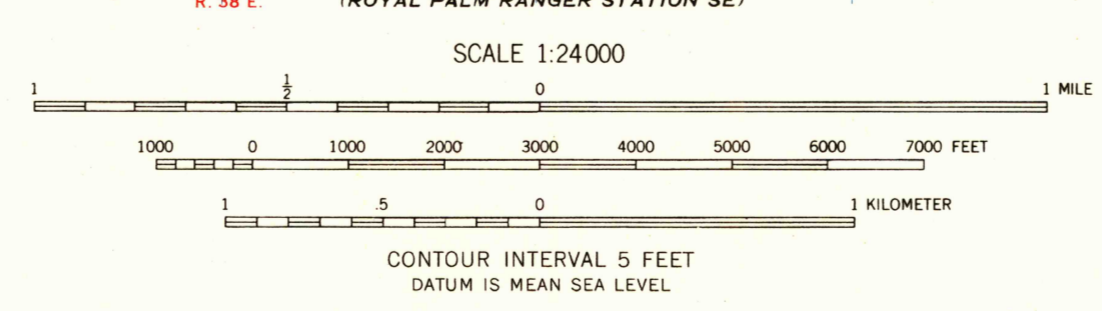 R. 38 E. (ROYAL PALM RANGER STATION SE)
SCALE 1:24000
1 1/2 0 1 MILE
1000 0 1000 2000 3000 4000 5000 6000 7000 FEET
1 .5 0 1 KILOMETER
CONTOUR INTERVAL 5 FEET
DATUM IS MEAN SEA LEVEL